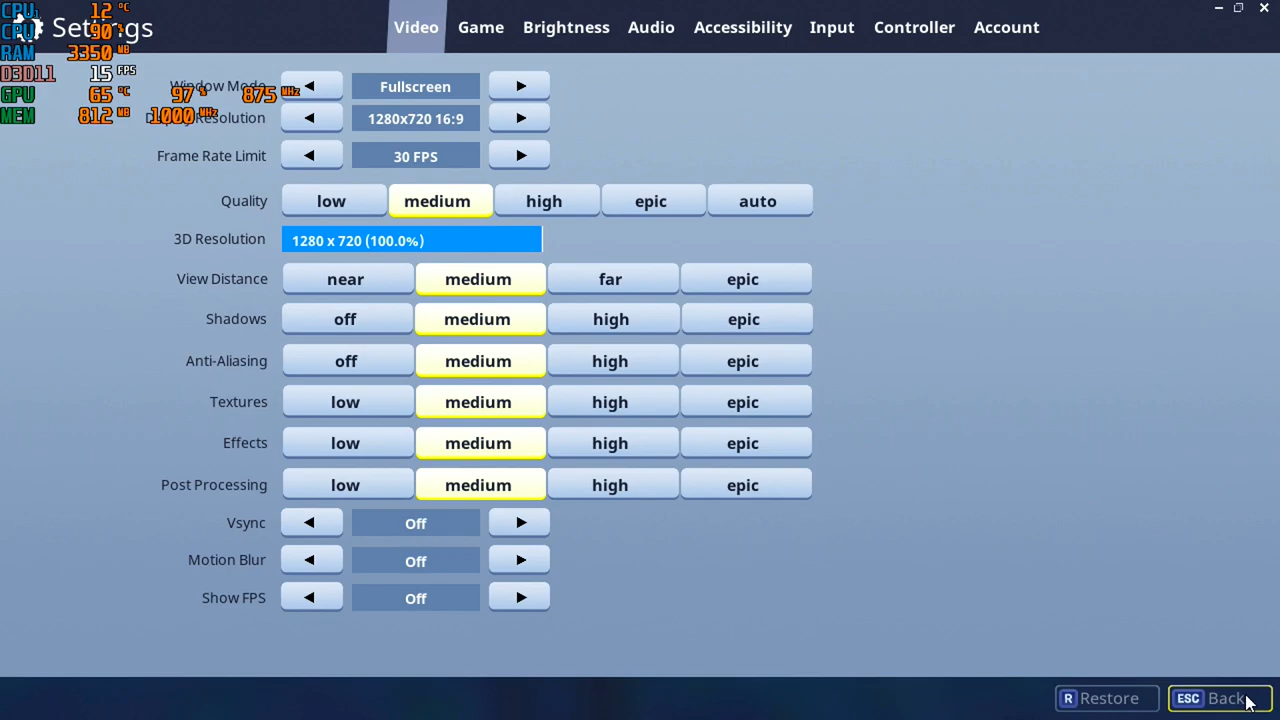 Settings
Video Game Brightness Audio Accessibility Input Controller Account
CPU 12 °C
CPU 90 %
RAM 3350 MB
D3D11 15 FPS
GPU 65 °C 97 % 875 MHz
MEM 812 MB 1000 MHz
Window Mode ◀ Fullscreen ▶
Resolution ◀ 1280x720 16:9 ▶
Frame Rate Limit ◀ 30 FPS ▶
Quality low medium high epic auto
3D Resolution 1280 x 720 (100.0%)
View Distance near medium far epic
Shadows off medium high epic
Anti-Aliasing off medium high epic
Textures low medium high epic
Effects low medium high epic
Post Processing low medium high epic
Vsync ◀ Off ▶
Motion Blur ◀ Off ▶
Show FPS ◀ Off ▶
R Restore ESC Back